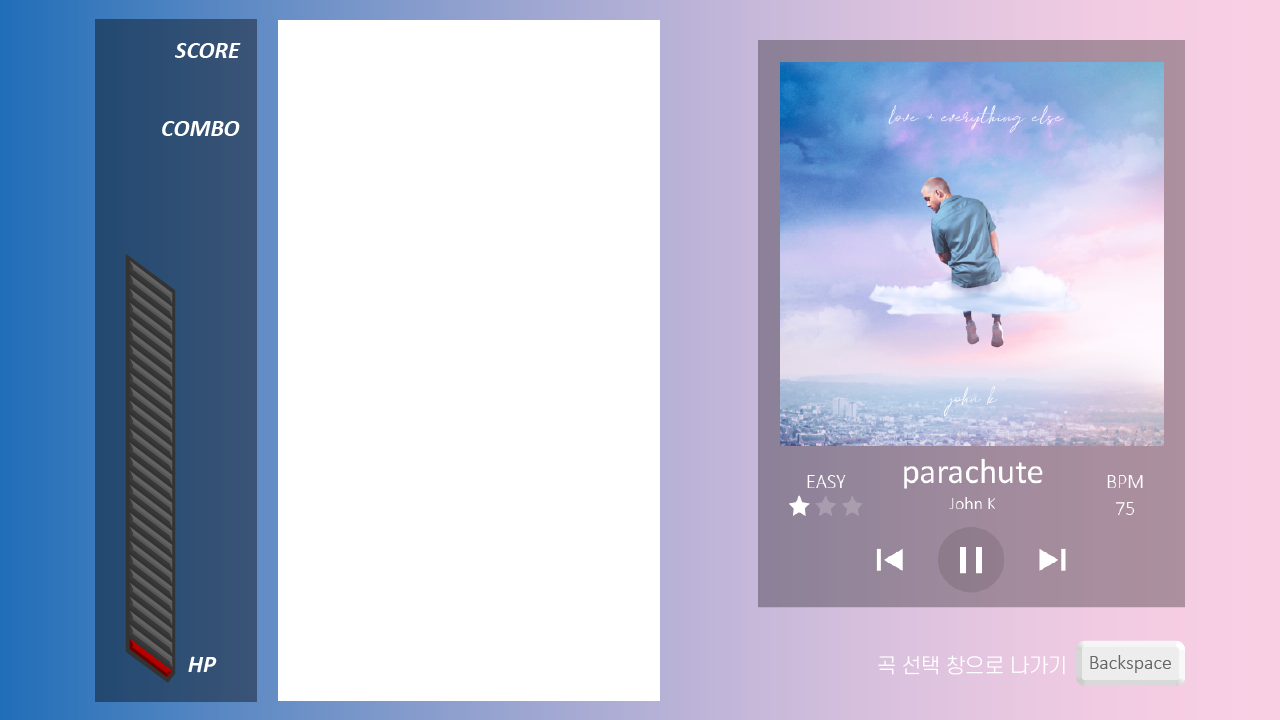 SCORE
COMBO
HP
love + everything else
john k
EASY
parachute
John K
BPM
75
곡 선택 창으로 나가기
Backspace